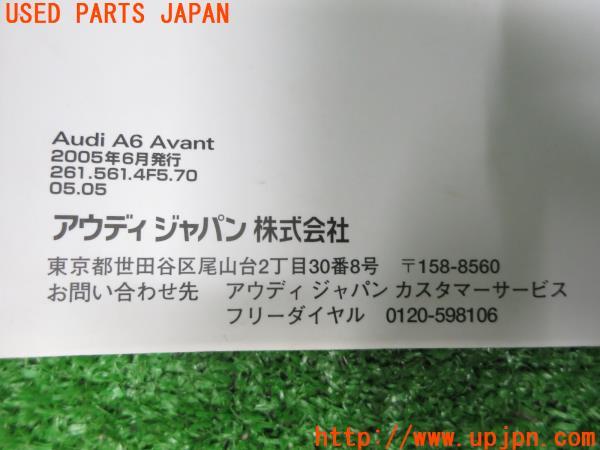 USED PARTS JAPAN
Audi A6 Avant
2005年6月発行
261.561.4F5.70
05.05
アウディ ジャパン 株式会社
東京都世田谷区尾山台2丁目30番8号　〒158-8560
お問い合わせ先　アウディ ジャパン カスタマーサービス
フリーダイヤル　0120-598106
http://www.upjpn.com/